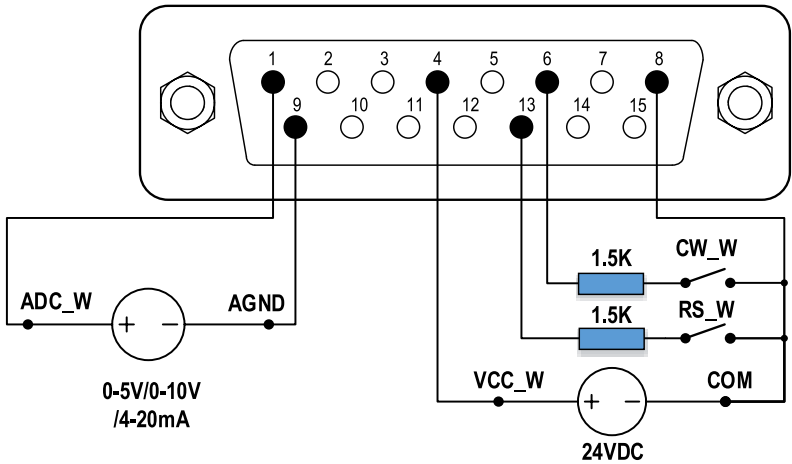 1 2 3 4 5 6 7 8
9 10 11 12 13 14 15
CW_W
1.5K
ADC_W
AGND
RS_W
1.5K
+ −
0-5V/0-10V
/4-20mA
VCC_W
COM
+ −
24VDC